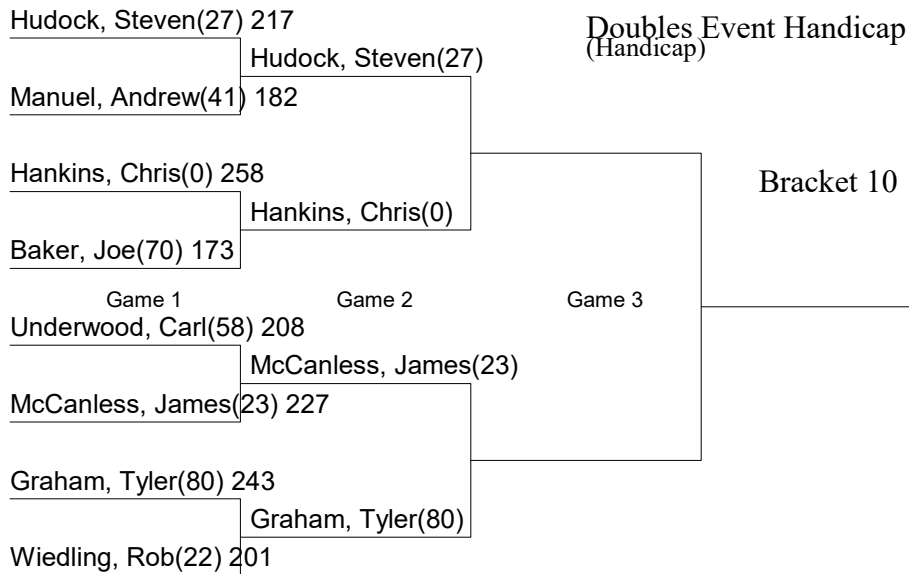 Hudock, Steven(27) 217
Doubles Event Handicap
(Handicap)
Hudock, Steven(27)
Manuel, Andrew(41) 182
Hankins, Chris(0) 258
Bracket 10
Hankins, Chris(0)
Baker, Joe(70) 173
Game 1
Game 2
Game 3
Underwood, Carl(58) 208
McCanless, James(23)
McCanless, James(23) 227
Graham, Tyler(80) 243
Graham, Tyler(80)
Wiedling, Rob(22) 201